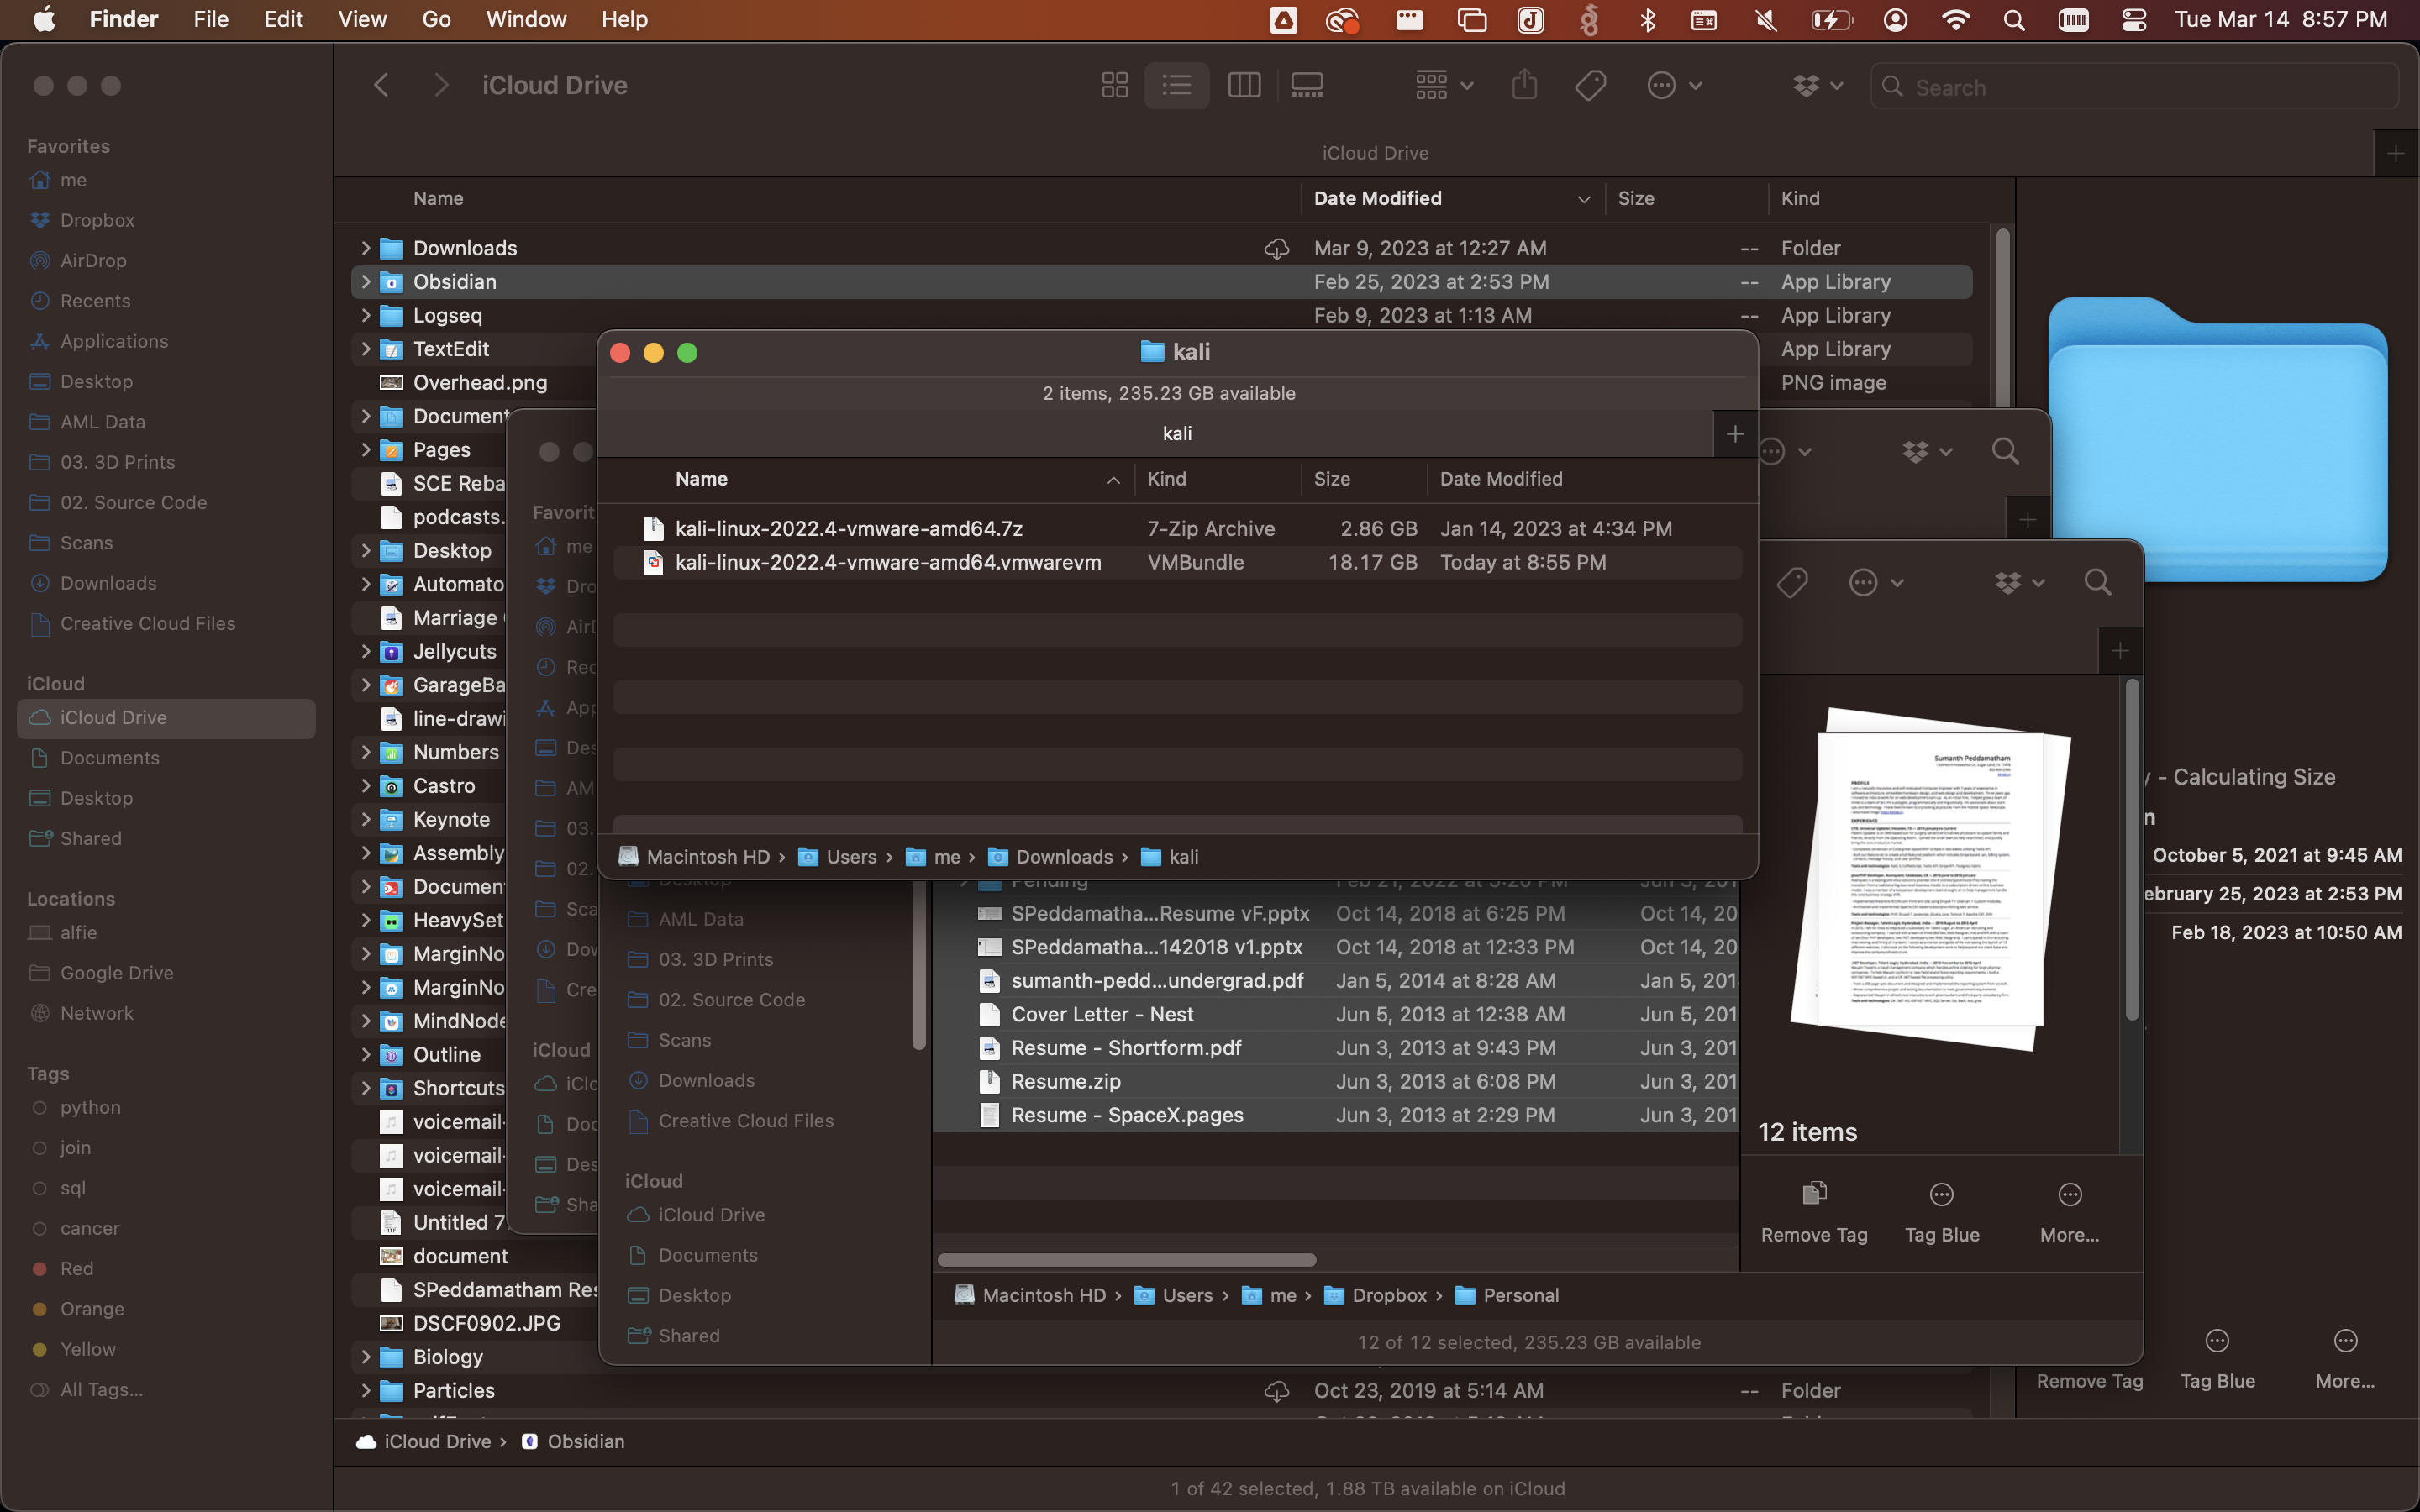 Finder File Edit View Go Window Help Tue Mar 14 8:57 PM
iCloud Drive
Search
iCloud Drive
Favorites
me
Dropbox
AirDrop
Recents
Applications
Desktop
AML Data
03. 3D Prints
02. Source Code
Scans
Downloads
Creative Cloud Files
iCloud
iCloud Drive
Documents
Desktop
Shared
Locations
alfie
Google Drive
Network
Tags
python
join
sql
cancer
Red
Orange
Yellow
All Tags...
Name Date Modified Size Kind
Downloads Mar 9, 2023 at 12:27 AM -- Folder
Obsidian Feb 25, 2023 at 2:53 PM -- App Library
Logseq Feb 9, 2023 at 1:13 AM -- App Library
TextEdit App Library
Overhead.png PNG image
Document
Pages
SCE Reba
podcasts.
Desktop
Automato
Marriage
Jellycuts
GarageBa
line-drawi
Numbers
Castro
Keynote
Assembly
Documen
HeavySet
MarginNo
MarginNo
MindNode
Outline
Shortcuts
voicemail-
voicemail-
voicemail-
Untitled 7
document
SPeddamatham Res
DSCF0902.JPG
Biology
Particles Oct 23, 2019 at 5:14 AM -- Folder
iCloud Drive › Obsidian
1 of 42 selected, 1.88 TB available on iCloud
kali
2 items, 235.23 GB available
kali
Name Kind Size Date Modified
kali-linux-2022.4-vmware-amd64.7z 7-Zip Archive 2.86 GB Jan 14, 2023 at 4:34 PM
kali-linux-2022.4-vmware-amd64.vmwarevm VMBundle 18.17 GB Today at 8:55 PM
Macintosh HD › Users › me › Downloads › kali
Favorit
me
Dro
AirD
Rec
App
Des
AM
03.
02.
Sca
Dow
Cre
iCloud
iClo
Doc
Des
Sha
Desktop
AML Data
03. 3D Prints
02. Source Code
Scans
Downloads
Creative Cloud Files
iCloud
iCloud Drive
Documents
Desktop
Shared
Pending Feb 21, 2022 at 3:20 PM Jun 3, 201
SPeddamatha...Resume vF.pptx Oct 14, 2018 at 6:25 PM Oct 14, 20
SPeddamatha...142018 v1.pptx Oct 14, 2018 at 12:33 PM Oct 14, 20
sumanth-pedd...undergrad.pdf Jan 5, 2014 at 8:28 AM Jan 5, 201
Cover Letter - Nest Jun 5, 2013 at 12:38 AM Jun 5, 201
Resume - Shortform.pdf Jun 3, 2013 at 9:43 PM Jun 3, 201
Resume.zip Jun 3, 2013 at 6:08 PM Jun 3, 201
Resume - SpaceX.pages Jun 3, 2013 at 2:29 PM Jun 3, 201
Macintosh HD › Users › me › Dropbox › Personal
12 of 12 selected, 235.23 GB available
Sumanth Peddamatham
PROFILE
EXPERIENCE
12 items
Remove Tag Tag Blue More...
y - Calculating Size
n
October 5, 2021 at 9:45 AM
ebruary 25, 2023 at 2:53 PM
Feb 18, 2023 at 10:50 AM
Remove Tag Tag Blue More...